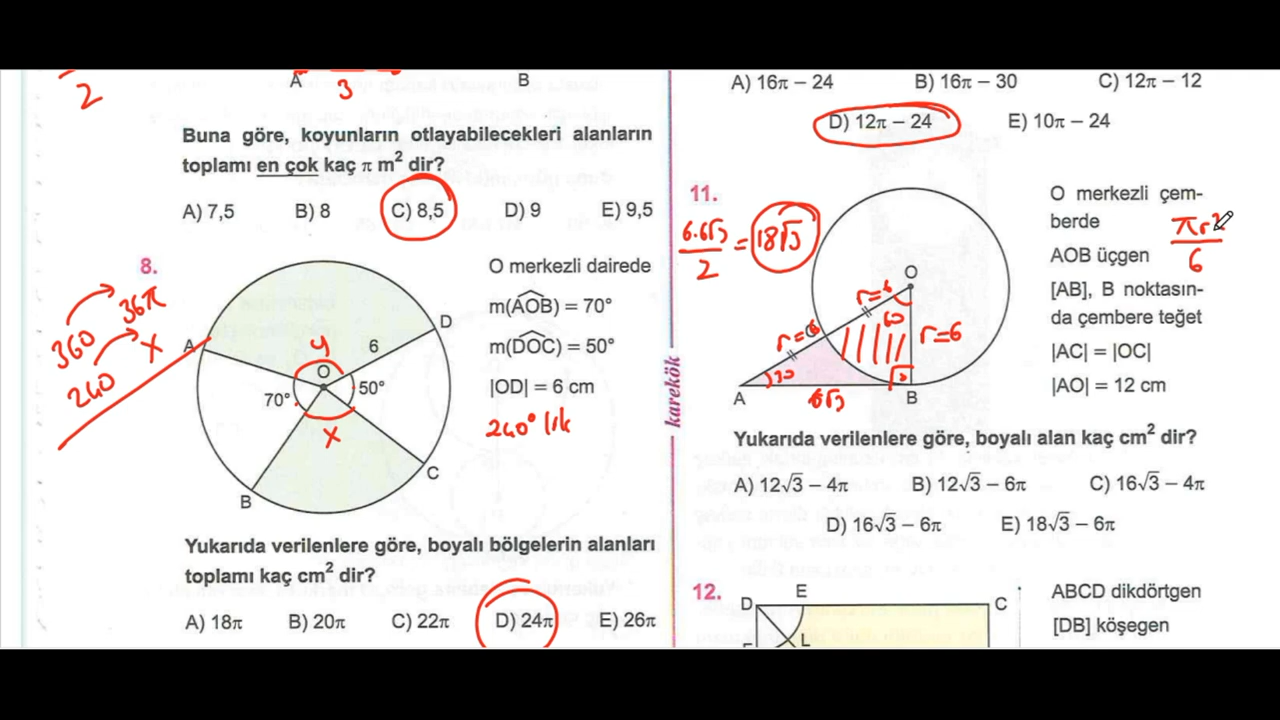 2
A
3
B
Buna göre, koyunların otlayabilecekleri alanların
toplamı en çok kaç π m² dir?
A) 7,5 B) 8 C) 8,5 D) 9 E) 9,5
8.
O merkezli dairede
m(AOB) = 70°
m(DOC) = 50°
|OD| = 6 cm
240° lik
360 36π
240 x
A
D
y
6
O
70°
50°
x
B
C
Yukarıda verilenlere göre, boyalı bölgelerin alanları
toplamı kaç cm² dir?
A) 18π B) 20π C) 22π D) 24π E) 26π
karekök
A) 16π – 24 B) 16π – 30 C) 12π – 12
D) 12π – 24 E) 10π – 24
11.
6.6√3
2
= 18√3
O
r=6
60
r=6
C
r=6
30
A
6√3
B
O merkezli çem-
berde
AOB üçgen
[AB], B noktasın-
da çembere teğet
|AC| = |OC|
|AO| = 12 cm
πr²
6
Yukarıda verilenlere göre, boyalı alan kaç cm² dir?
A) 12√3 – 4π B) 12√3 – 6π C) 16√3 – 4π
D) 16√3 – 6π E) 18√3 – 6π
12.
D E C
L
ABCD dikdörtgen
[DB] köşegen